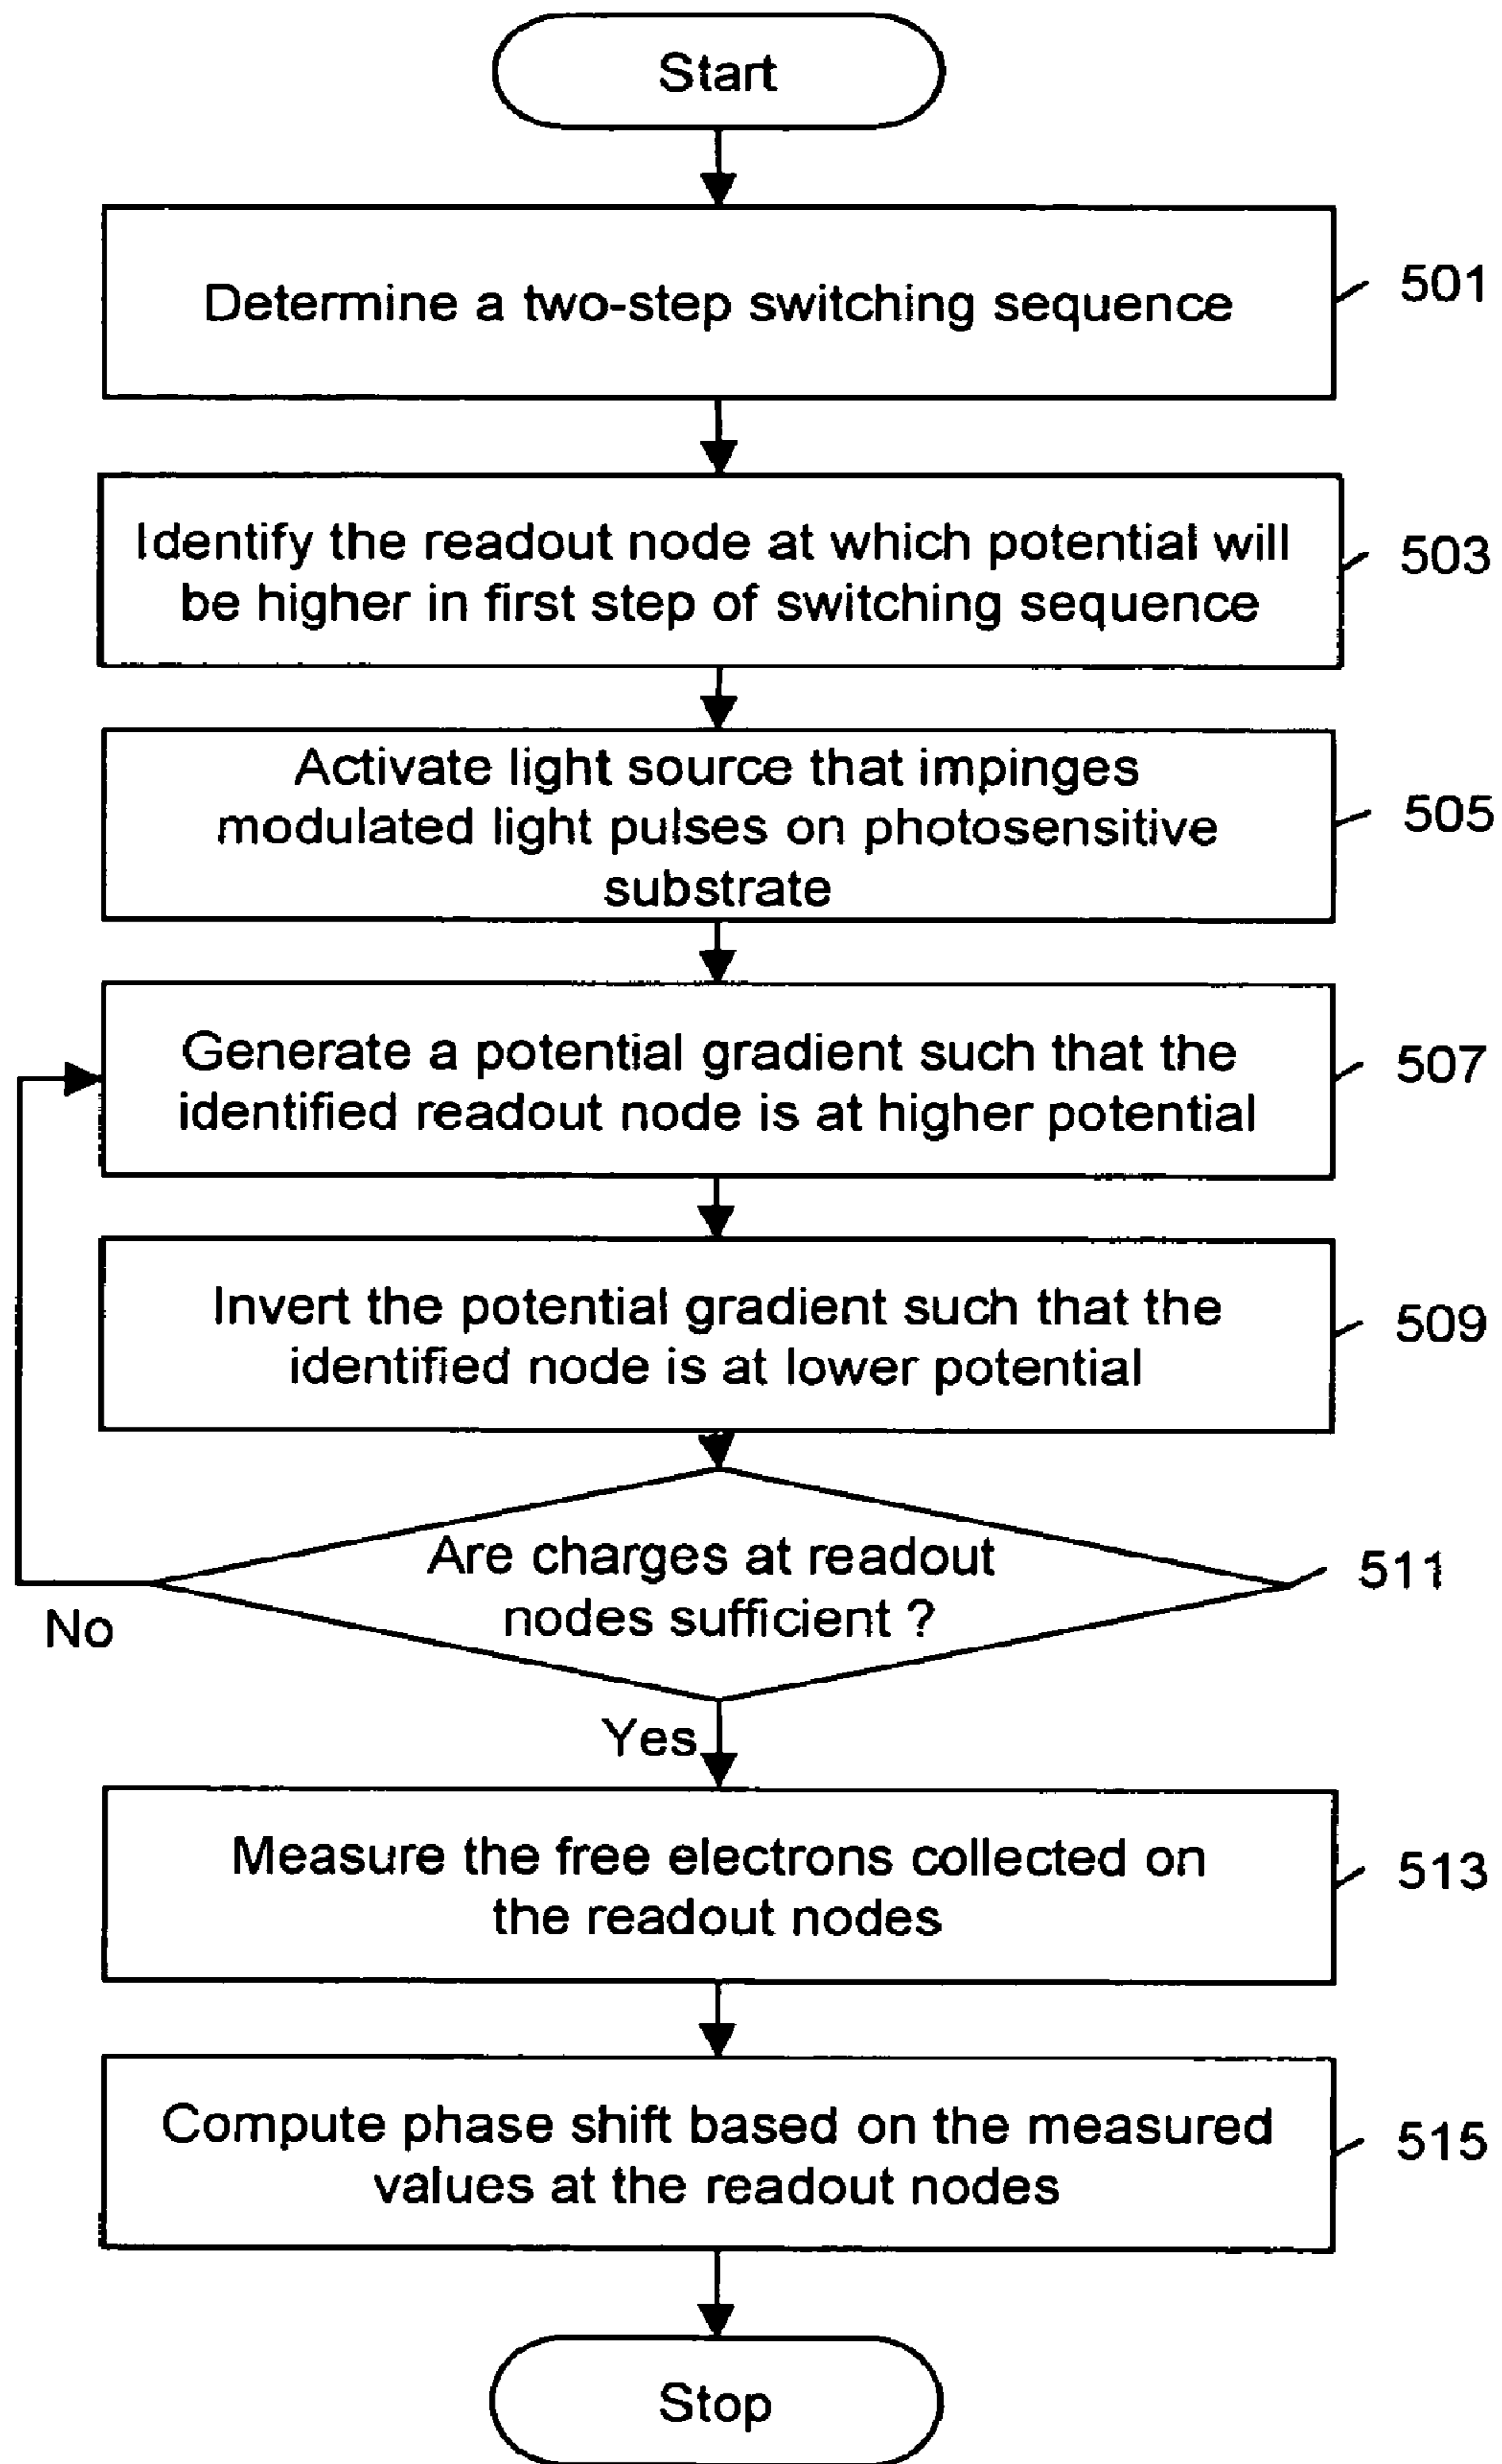 Start
Determine a two-step switching sequence
501
Identify the readout node at which potential will
be higher in first step of switching sequence
503
Activate light source that impinges
modulated light pulses on photosensitive
substrate
505
Generate a potential gradient such that the
identified readout node is at higher potential
507
Invert the potential gradient such that the
identified node is at lower potential
509
Are charges at readout
nodes sufficient ?
511
No
Yes
Measure the free electrons collected on
the readout nodes
513
Compute phase shift based on the measured
values at the readout nodes
515
Stop